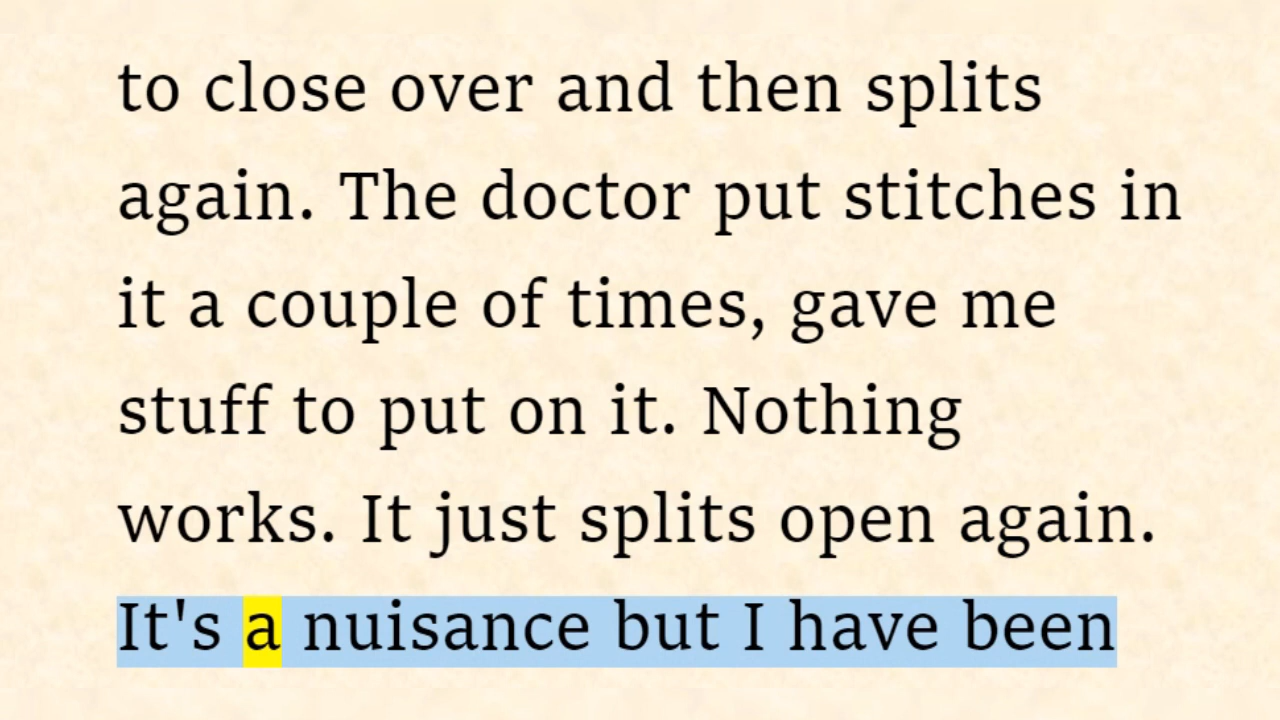 to close over and then splits
again. The doctor put stitches in
it a couple of times, gave me
stuff to put on it. Nothing
works. It just splits open again.
It's a nuisance but I have been